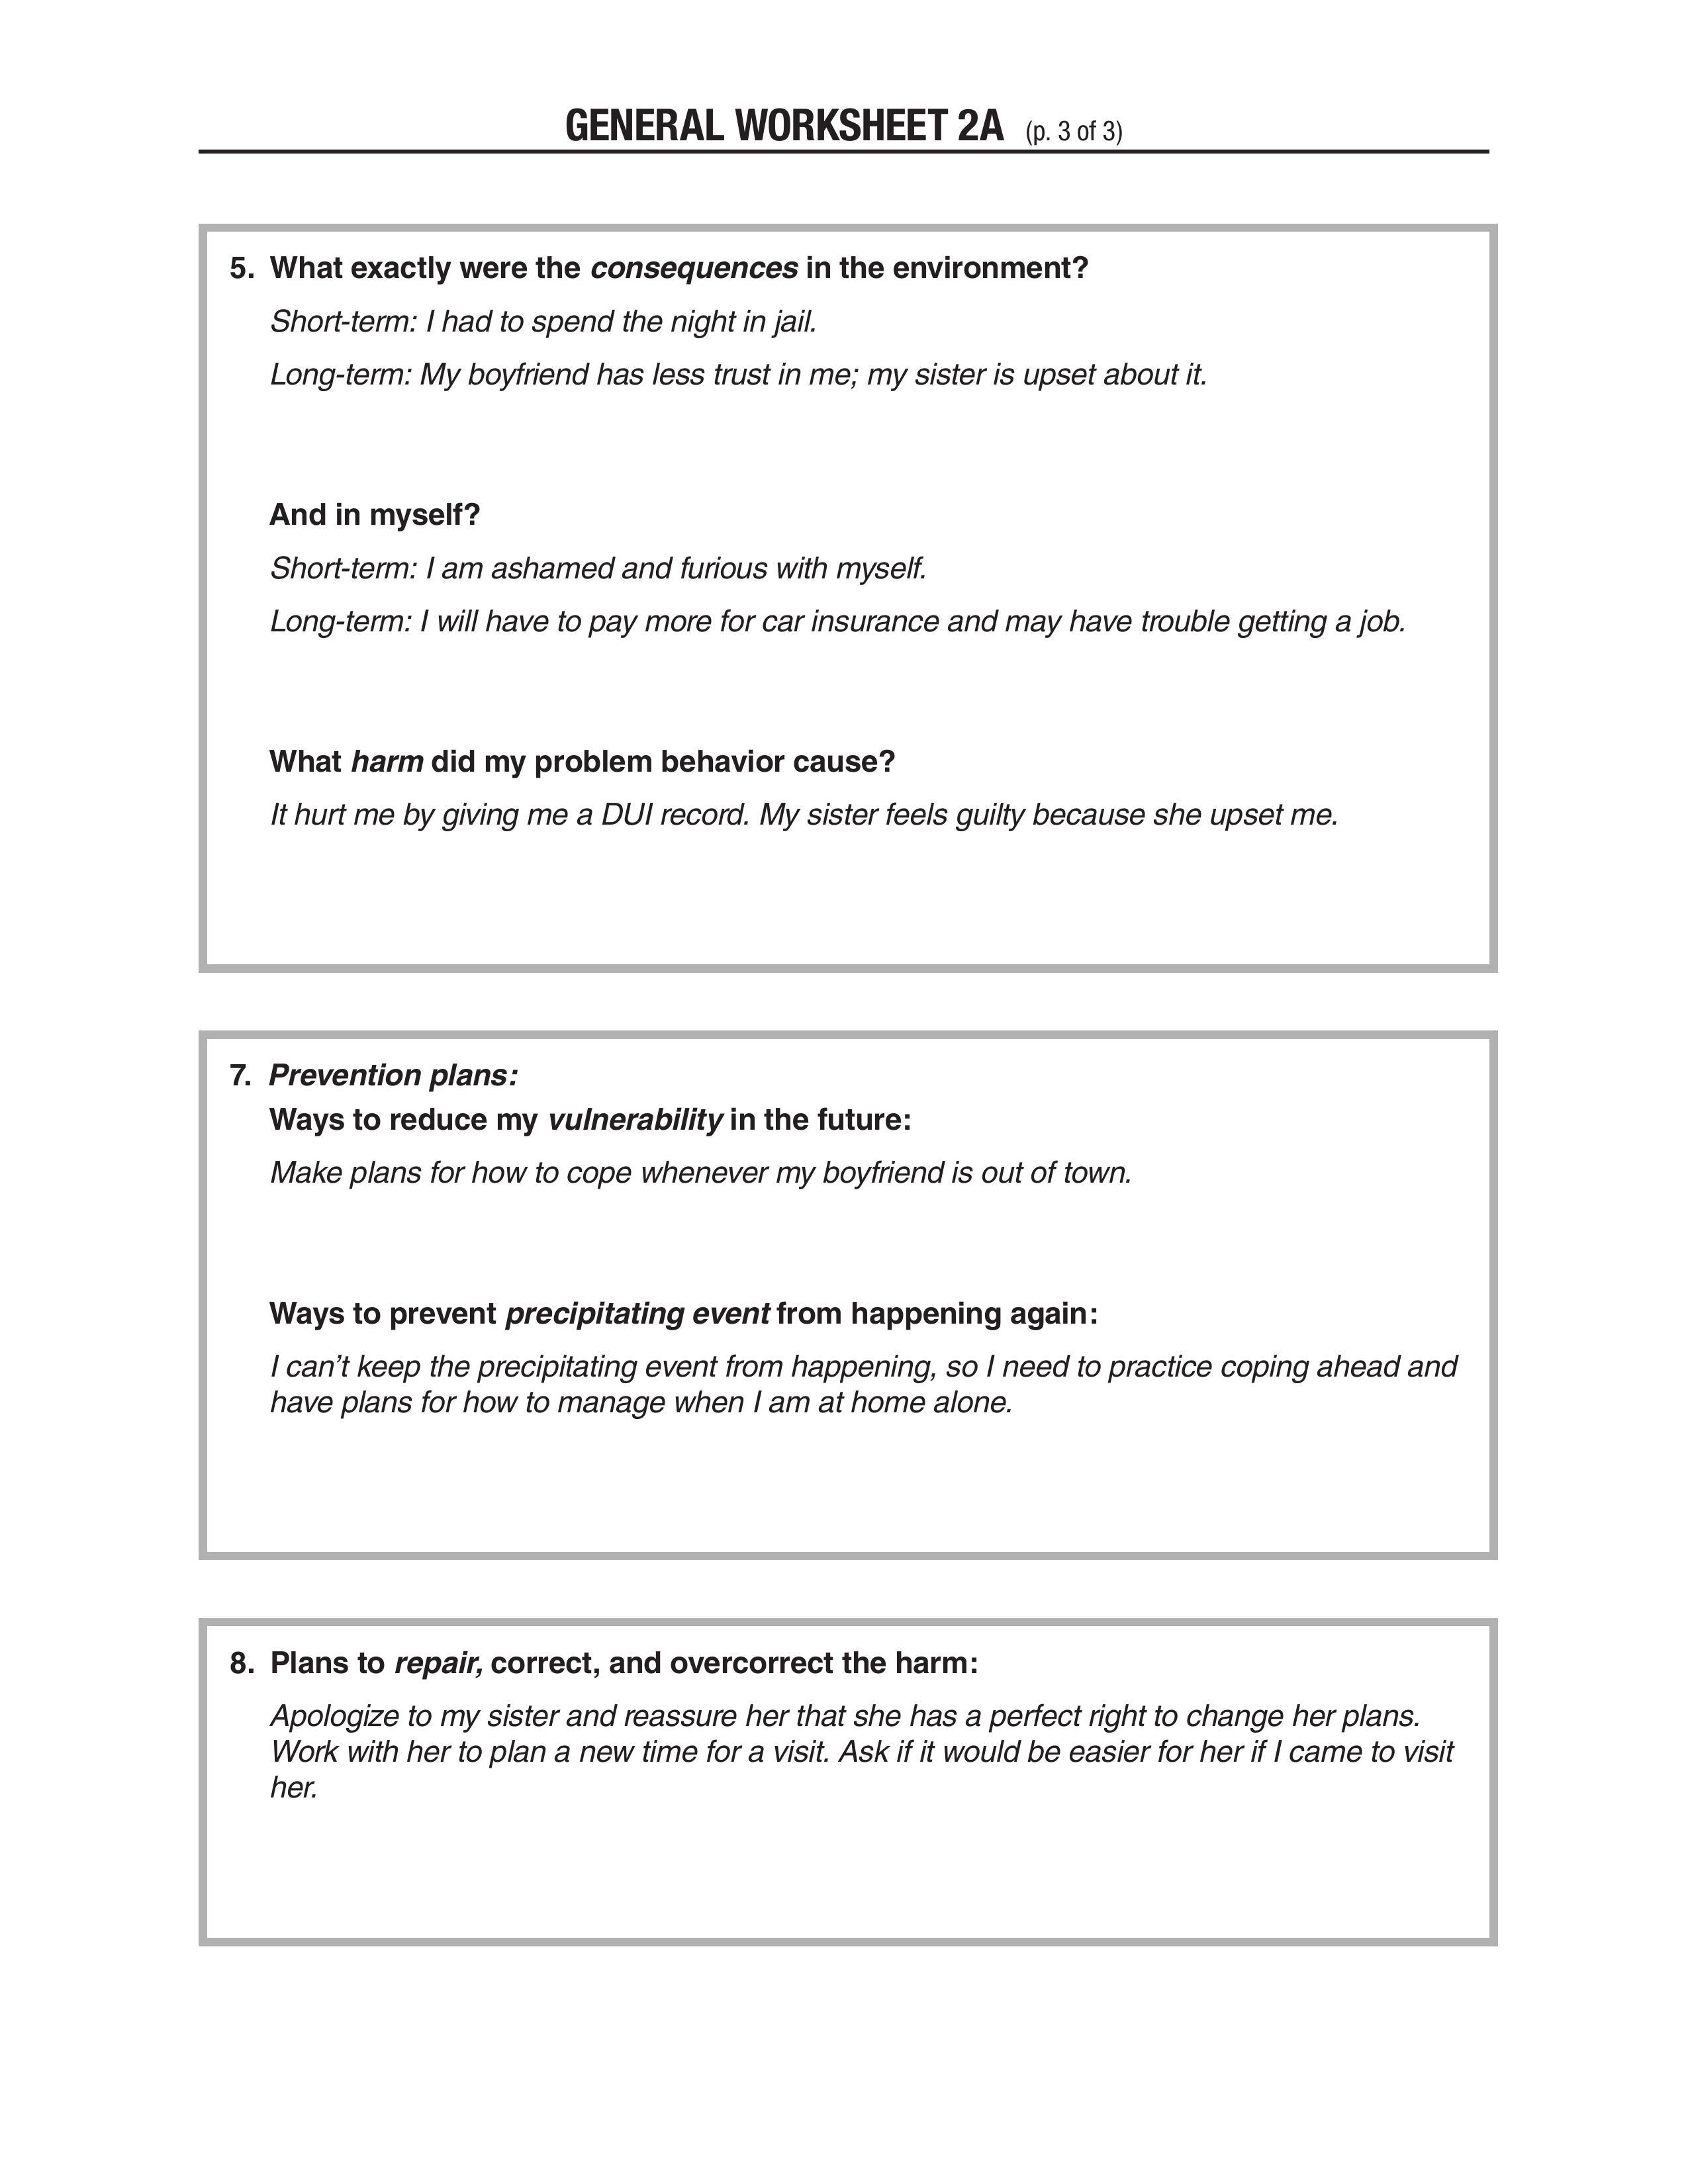 GENERAL WORKSHEET 2A (p. 3 of 3)
5. What exactly were the consequences in the environment?
Short-term: I had to spend the night in jail.
Long-term: My boyfriend has less trust in me; my sister is upset about it.
And in myself?
Short-term: I am ashamed and furious with myself.
Long-term: I will have to pay more for car insurance and may have trouble getting a job.
What harm did my problem behavior cause?
It hurt me by giving me a DUI record. My sister feels guilty because she upset me.
7. Prevention plans:
Ways to reduce my vulnerability in the future:
Make plans for how to cope whenever my boyfriend is out of town.
Ways to prevent precipitating event from happening again:
I can’t keep the precipitating event from happening, so I need to practice coping ahead and
have plans for how to manage when I am at home alone.
8. Plans to repair, correct, and overcorrect the harm:
Apologize to my sister and reassure her that she has a perfect right to change her plans.
Work with her to plan a new time for a visit. Ask if it would be easier for her if I came to visit
her.